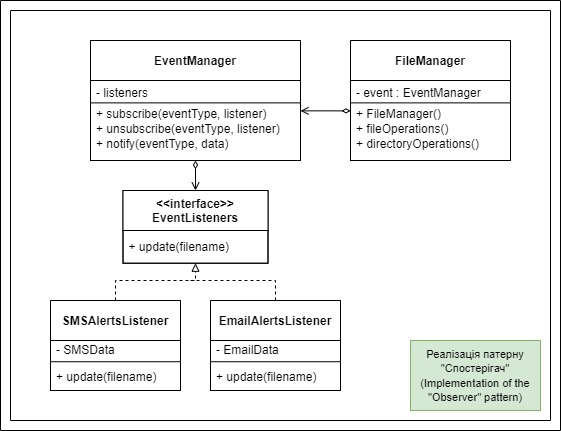 EventManager
- listeners
+ subscribe(eventType, listener)
+ unsubscribe(eventType, listener)
+ notify(eventType, data)
FileManager
- event : EventManager
+ FileManager()
+ fileOperations()
+ directoryOperations()
<<interface>>
EventListeners
+ update(filename)
SMSAlertsListener
- SMSData
+ update(filename)
EmailAlertsListener
- EmailData
+ update(filename)
Реалізація патерну
"Спостерігач"
(Implementation of the
"Observer" pattern)